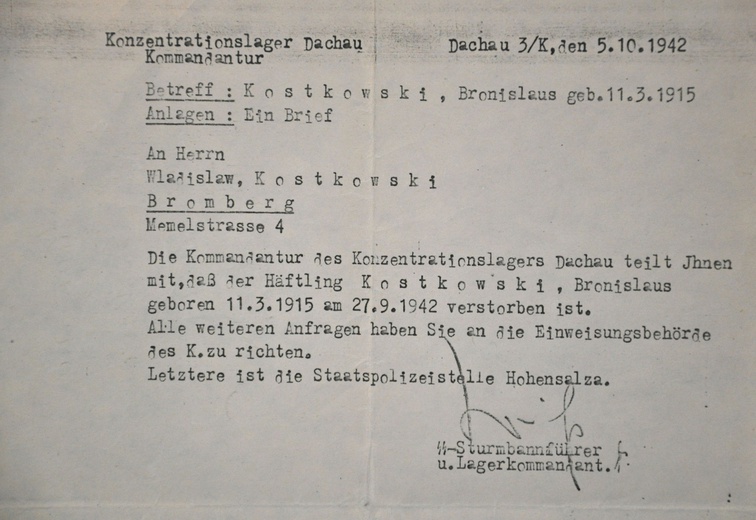 Konzentrationslager Dachau Dachau 3/K,den 5.10.1942
Kommandantur
Betreff : K o s t k o w s k i , Bronislaus geb.11.3.1915
Anlagen : Ein Brief
An Herrn
Wladislaw, K o s t k o w s k i
B r o m b e r g
Memelstrasse 4
Die Kommandantur des Konzentrationslagers Dachau teilt Jhnen
mit,daß der Häftling K o s t k o w s k i , Bronislaus
geboren 11.3.1915 am 27.9.1942 verstorben ist.
Alle weiteren Anfragen haben Sie an die Einweisungsbehörde
des K.zu richten.
Letztere ist die Staatspolizeistelle Hohensalza.
SS-Sturmbannführer
u.Lagerkommandant.